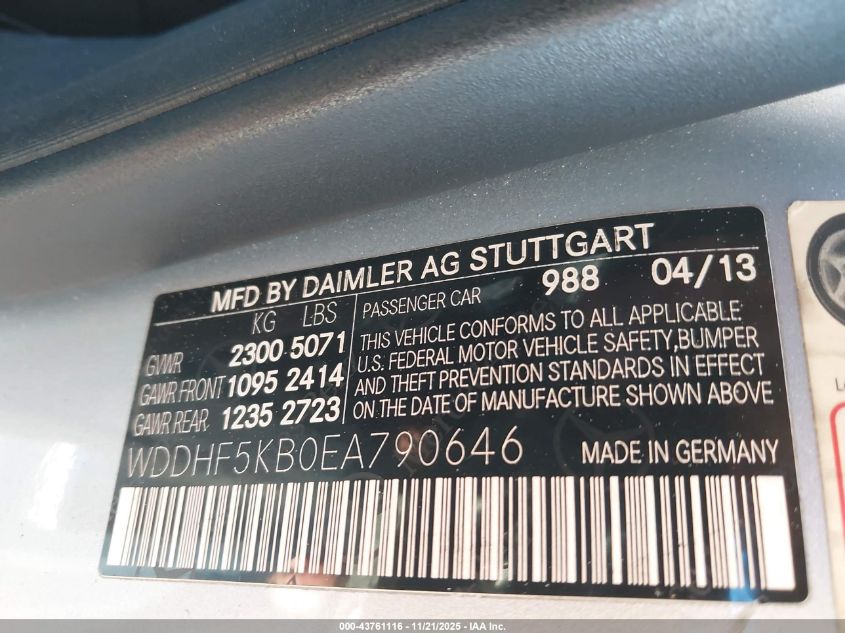 MFD BY DAIMLER AG STUTTGART
KG LBS
PASSENGER CAR 988 04/13
GVWR 2300 5071
GAWR FRONT 1095 2414
GAWR REAR 1235 2723
THIS VEHICLE CONFORMS TO ALL APPLICABLE
U.S. FEDERAL MOTOR VEHICLE SAFETY, BUMPER
AND THEFT PREVENTION STANDARDS IN EFFECT
ON THE DATE OF MANUFACTURE SHOWN ABOVE
WDDHF5KB0EA790646 MADE IN GERMANY
000-43761116 - 11/21/2025 - IAA Inc.